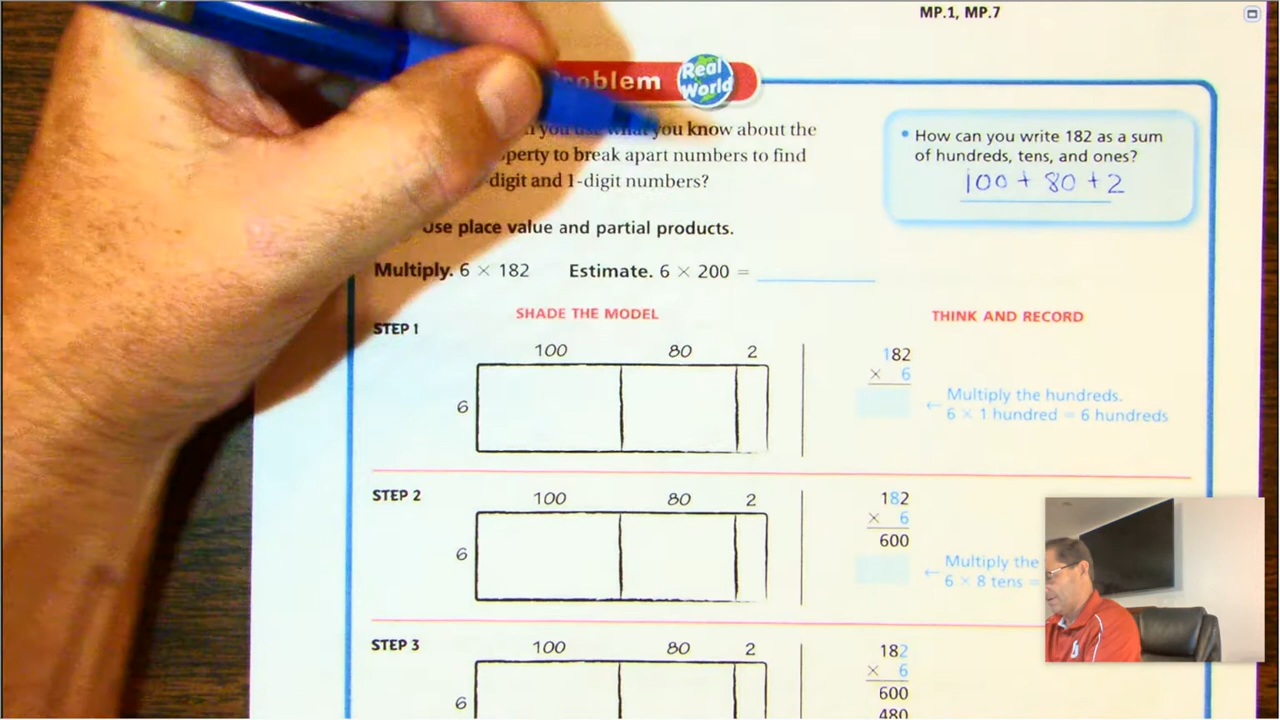 MP.1, MP.7
Problem Real World
you use what you know about the
property to break apart numbers to find
-digit and 1-digit numbers?
Use place value and partial products.
Multiply. 6 × 182 Estimate. 6 × 200 =
• How can you write 182 as a sum
of hundreds, tens, and ones?
100 + 80 + 2
SHADE THE MODEL
THINK AND RECORD
STEP 1
100 80 2
6
182
× 6
← Multiply the hundreds.
6 × 1 hundred = 6 hundreds
STEP 2
100 80 2
6
182
× 6
600
← Multiply the
6 × 8 tens =
STEP 3
100 80 2
6
182
× 6
600
480